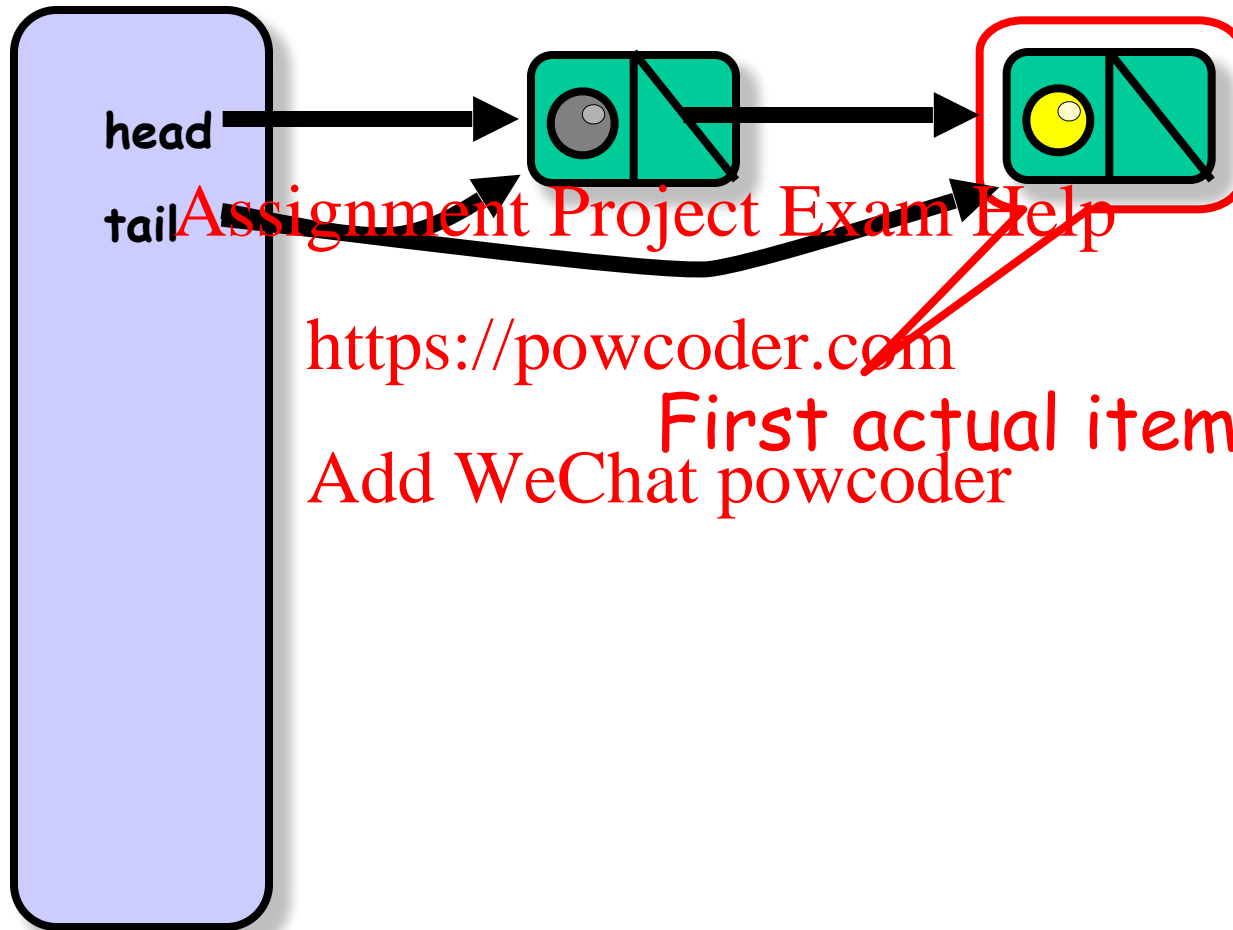 head
tail
Assignment Project Exam Help
https://powcoder.com
First actual item
Add WeChat powcoder